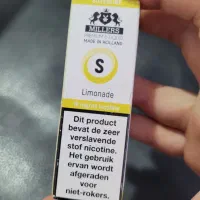 MILLERS
MADE IN HOLLAND
S
Limonade
Dit product
bevat de zeer
verslavende
stof nicotine.
Het gebruik
ervan wordt
afgeraden
voor
niet-rokers.